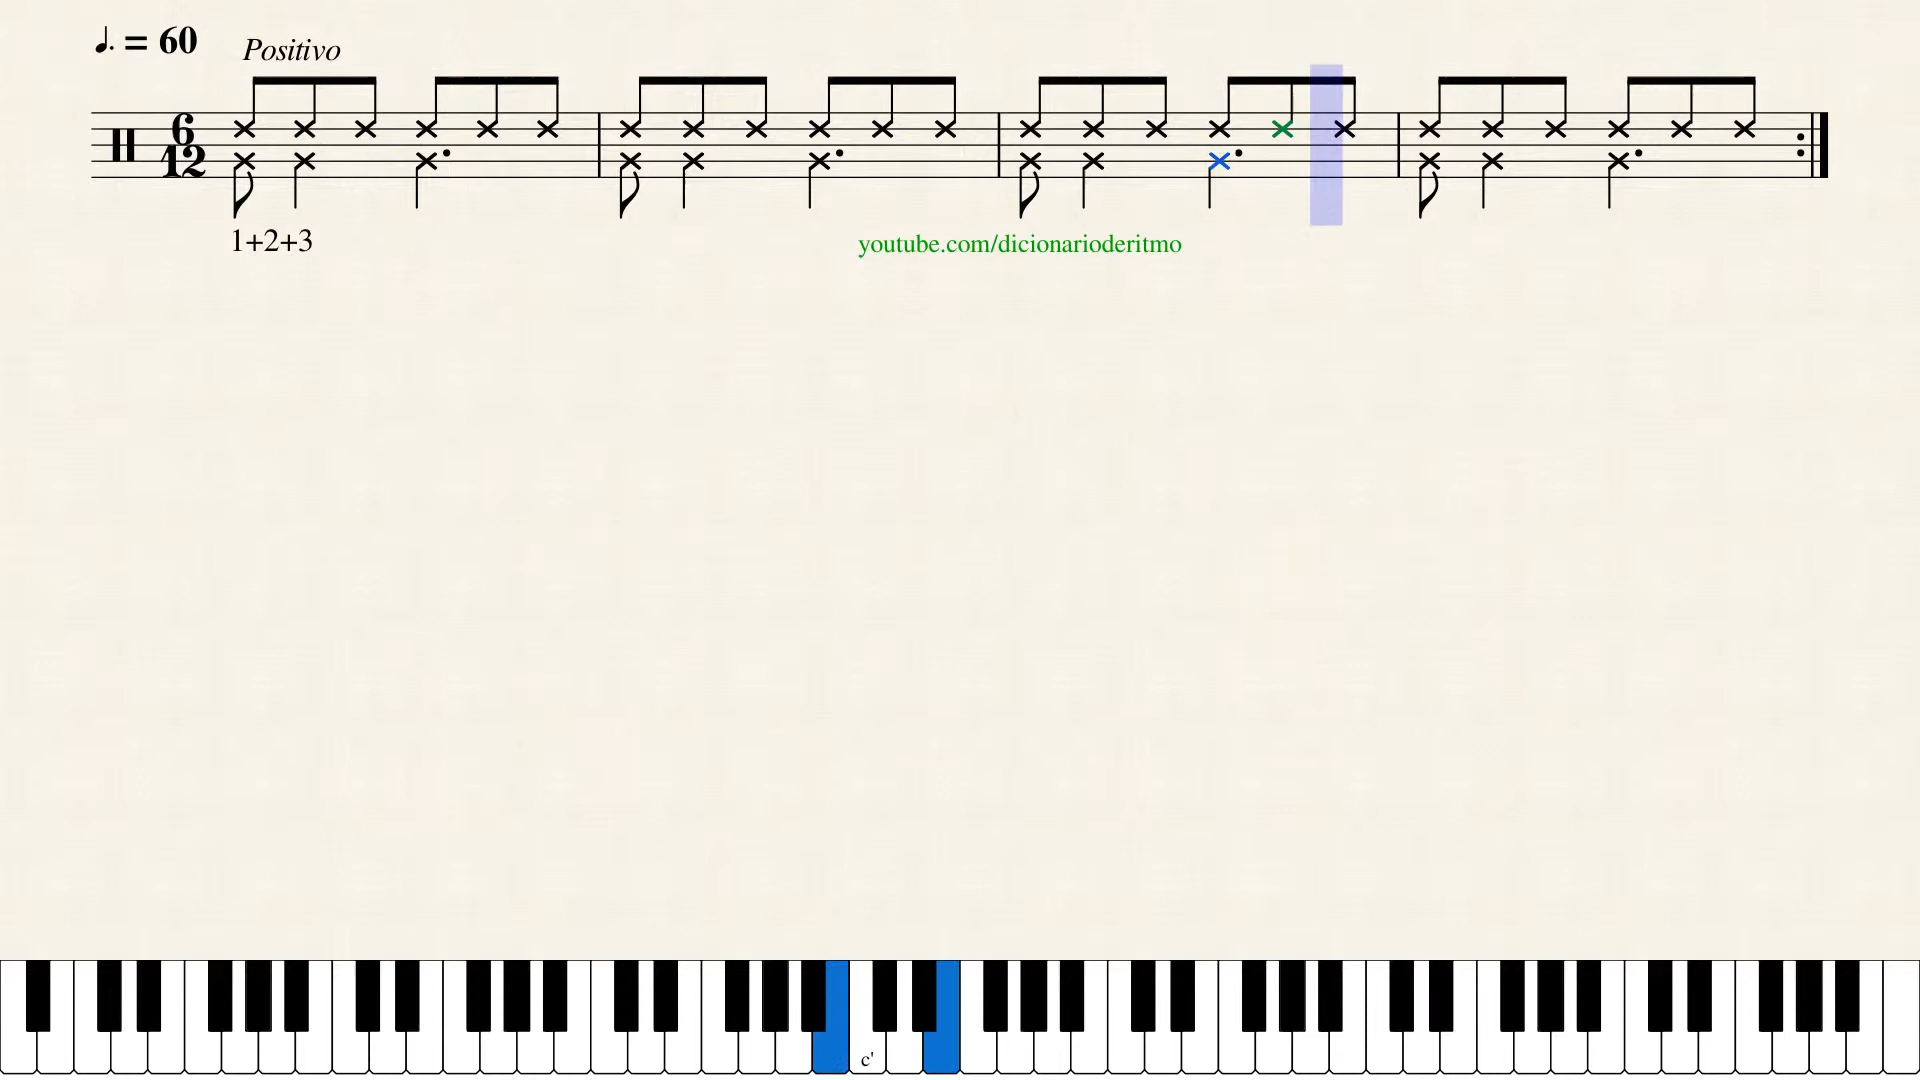 ♩. = 60
Positivo
6
12
1+2+3
youtube.com/dicionarioderitmo
c'